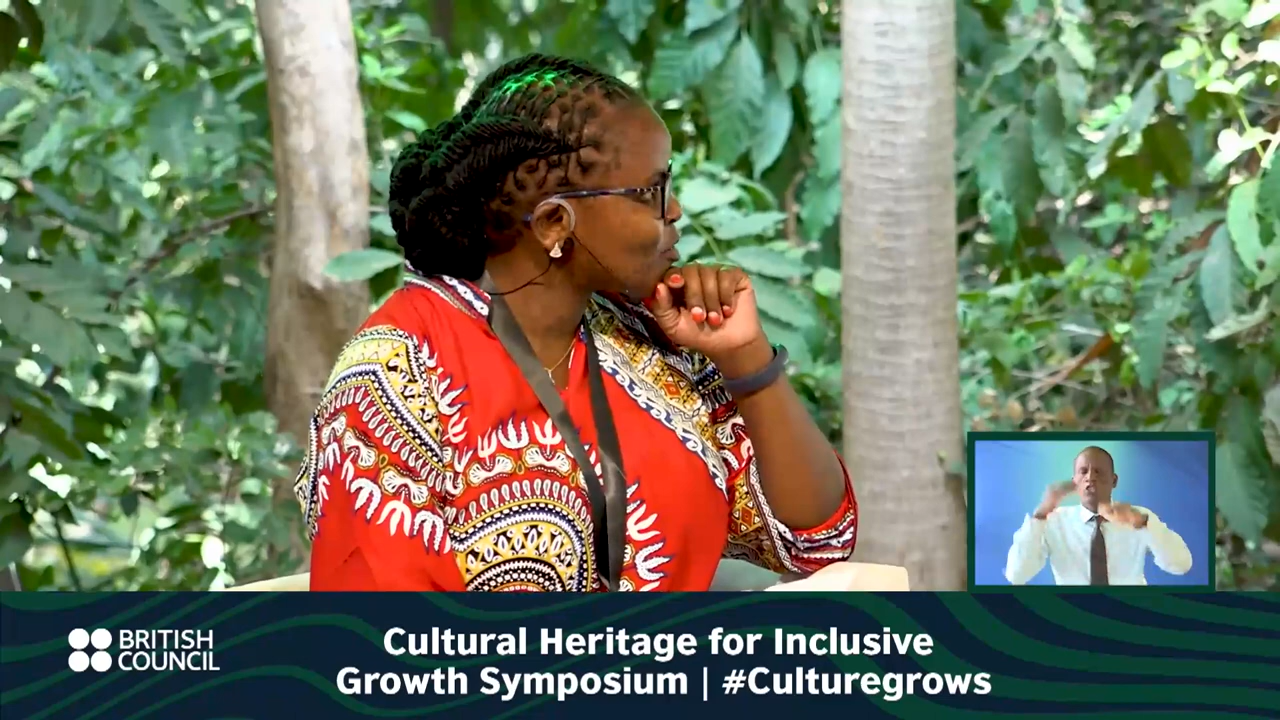 BRITISH
COUNCIL
Cultural Heritage for Inclusive
Growth Symposium | #Culturegrows